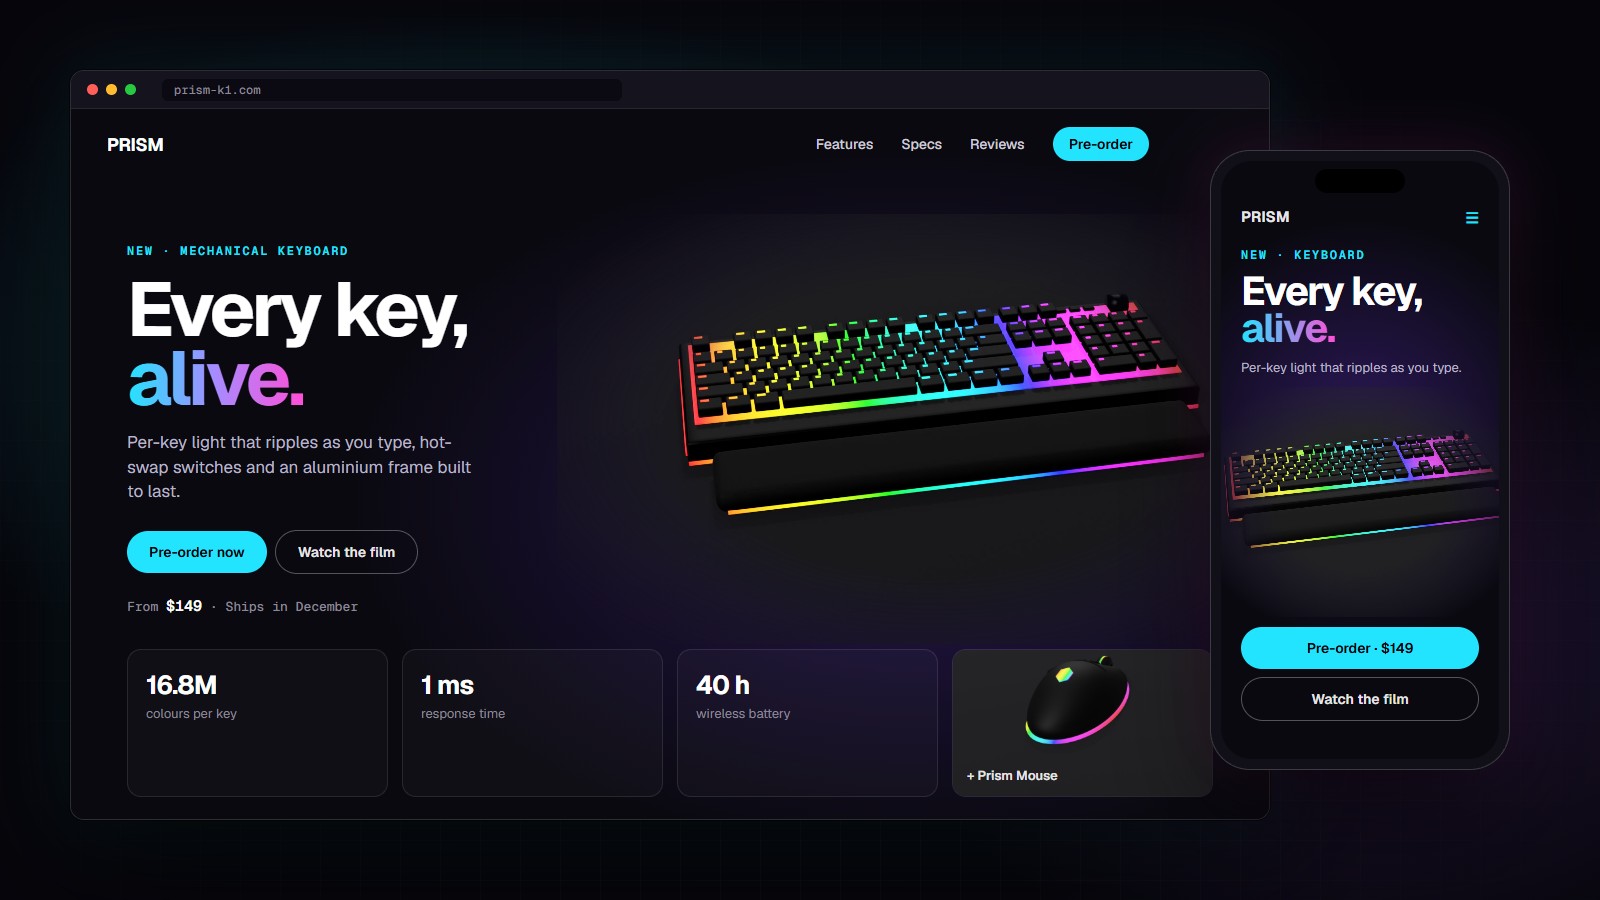 prism-k1.com
PRISM
Features
Specs
Reviews
Pre-order
NEW · MECHANICAL KEYBOARD
Every key,
alive.
Per-key light that ripples as you type, hot-
swap switches and an aluminium frame built
to last.
Pre-order now
Watch the film
From $149 · Ships in December
16.8M
colours per key
1 ms
response time
40 h
wireless battery
+ Prism Mouse
PRISM
NEW · KEYBOARD
Every key,
alive.
Per-key light that ripples as you type.
Pre-order · $149
Watch the film